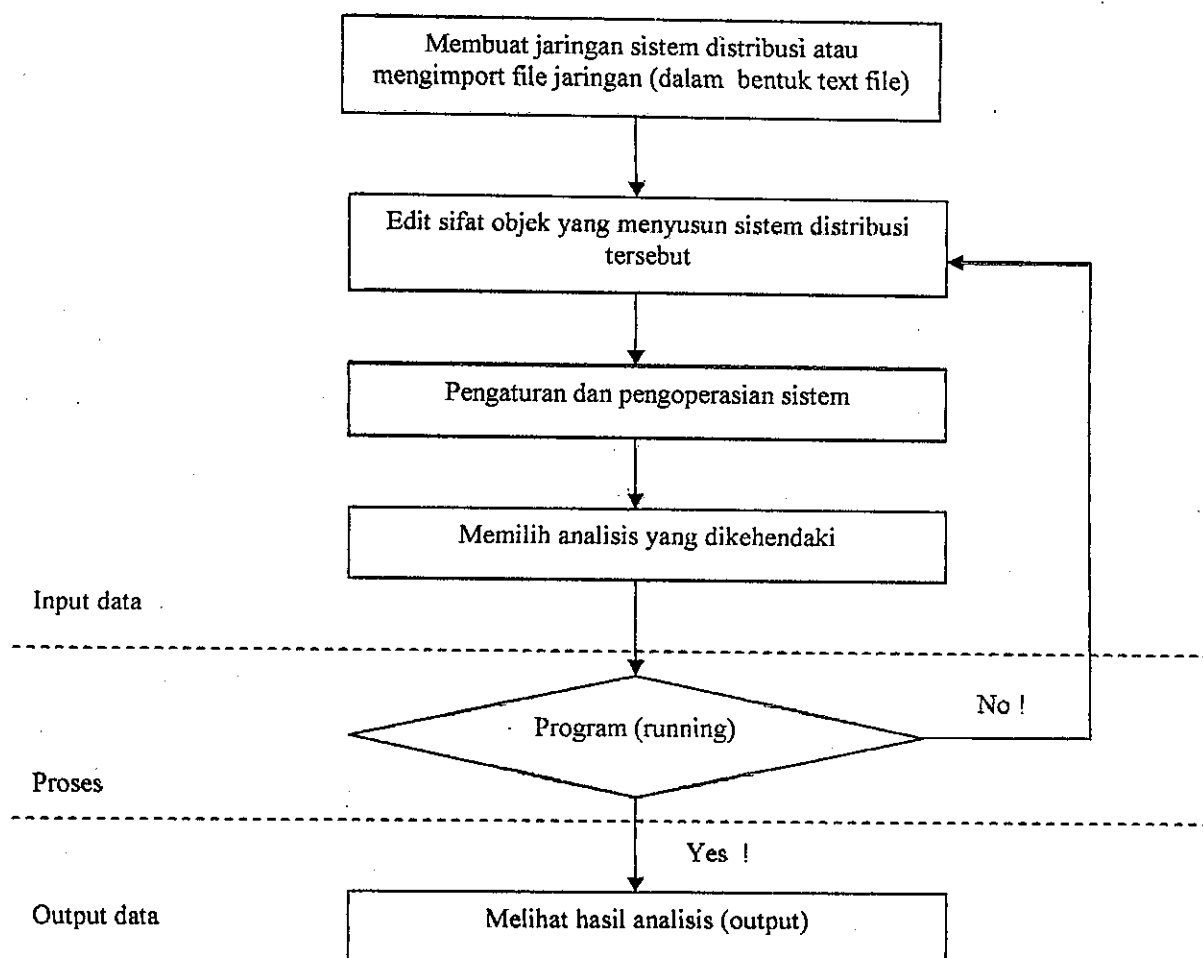 Membuat jaringan sistem distribusi atau
mengimport file jaringan (dalam bentuk text file)
Edit sifat objek yang menyusun sistem distribusi
tersebut
Pengaturan dan pengoperasian sistem
Memilih analisis yang dikehendaki
Input data
No !
Program (running)
Proses
Yes !
Output data
Melihat hasil analisis (output)